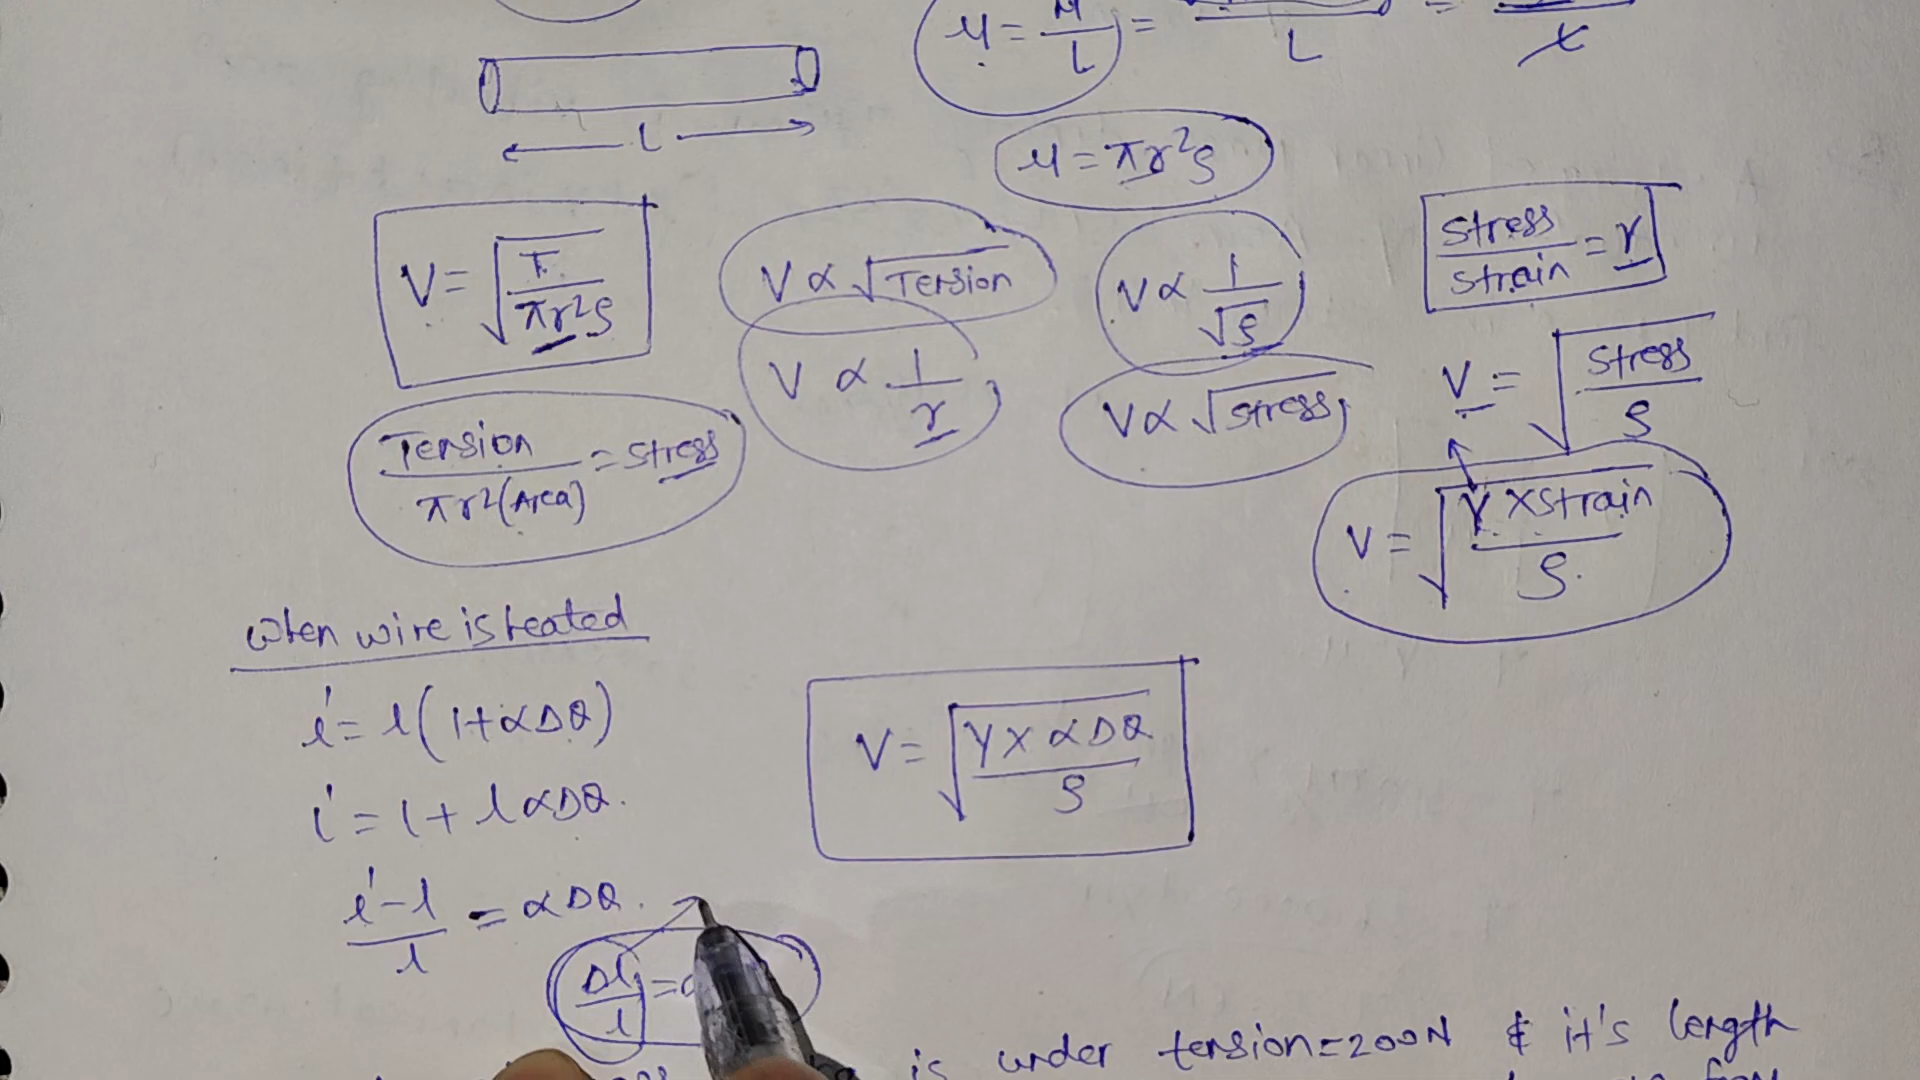 μ = M/L = /L = /x
L
μ = πr²ρ
V = √(T/πr²ρ)
V ∝ √Tension
V ∝ 1/√ρ
Stress/Strain = Y
V ∝ 1/r
V ∝ √stress
V = √(Stress/ρ)
Tension/πr²(Area) = stress
V = √(Y×strain/ρ)
when wire is heated
l' = l(1+αΔθ)
V = √(Y×αΔθ/ρ)
l' = l + lαΔθ.
(l'-l)/l = αΔθ.
Δl/l =
is under tension=200N & it's length